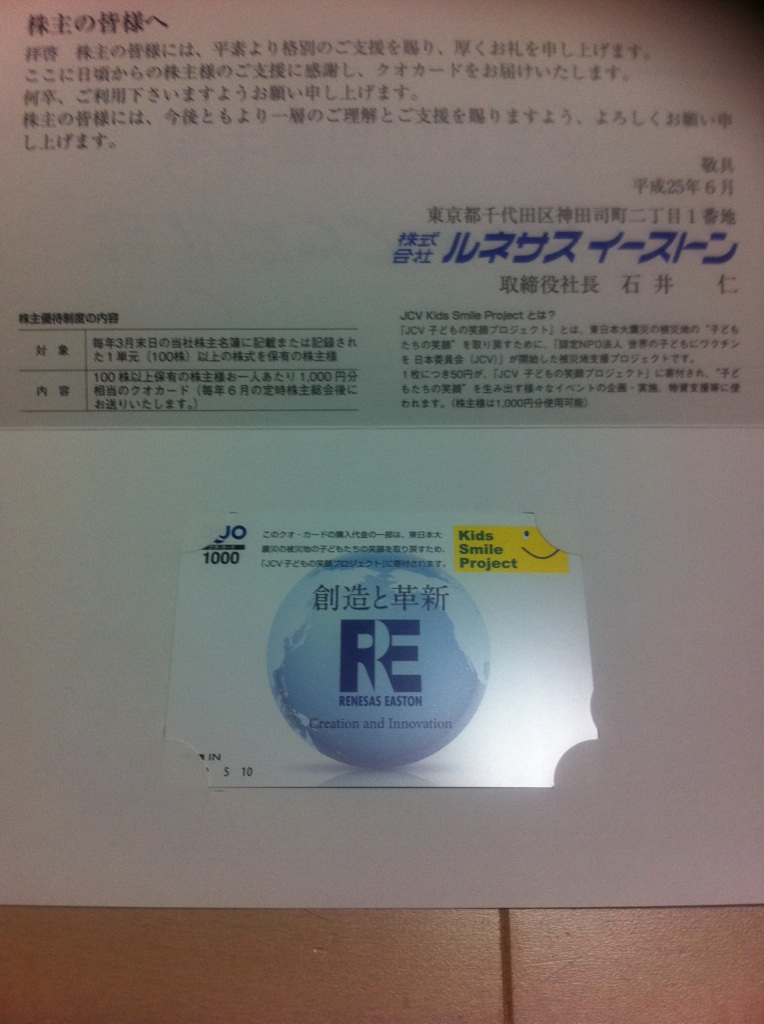 株主の皆様へ
拝啓　株主の皆様には、平素より格別のご支援を賜り、厚くお礼を申し上げます。
ここに日頃からの株主様のご支援に感謝し、クオカードをお届けいたします。
何卒、ご利用下さいますようお願い申し上げます。
株主の皆様には、今後ともより一層のご理解とご支援を賜りますよう、よろしくお願い申
し上げます。
敬具
平成25年6月
東京都千代田区神田司町二丁目1番地
株式会社 ルネサス イーストン
取締役社長　石井　仁
株主優待制度の内容
対象 毎年3月末日の当社株主名簿に記載または記録され
た1単元（100株）以上の株式を保有の株主様
内容 100株以上保有の株主様お一人あたり1,000円分
相当のクオカード（毎年6月の定時株主総会後に
お送りいたします。）
JCV Kids Smile Project とは？
「JCV 子どもの笑顔プロジェクト」とは、東日本大震災の被災地の“子ども
たちの笑顔”を取り戻すために、「認定NPO法人 世界の子どもにワクチン
を 日本委員会（JCV）」が開始した被災地支援プロジェクトです。
1枚につき50円が、「JCV 子どもの笑顔プロジェクト」に寄付され、“子ど
もたちの笑顔”を生み出す様々なイベントの企画・実施、物資支援等に使
われます。（株主様は1,000円分使用可能）
UO
1000
このクオ・カードの購入代金の一部は、東日本大
震災の被災地の子どもたちの笑顔を取り戻すため、
「JCV子どもの笑顔プロジェクト」に寄付されます。
Kids
Smile
Project
創造と革新
RE
RENESAS EASTON
Creation and Innovation
IN
5 10